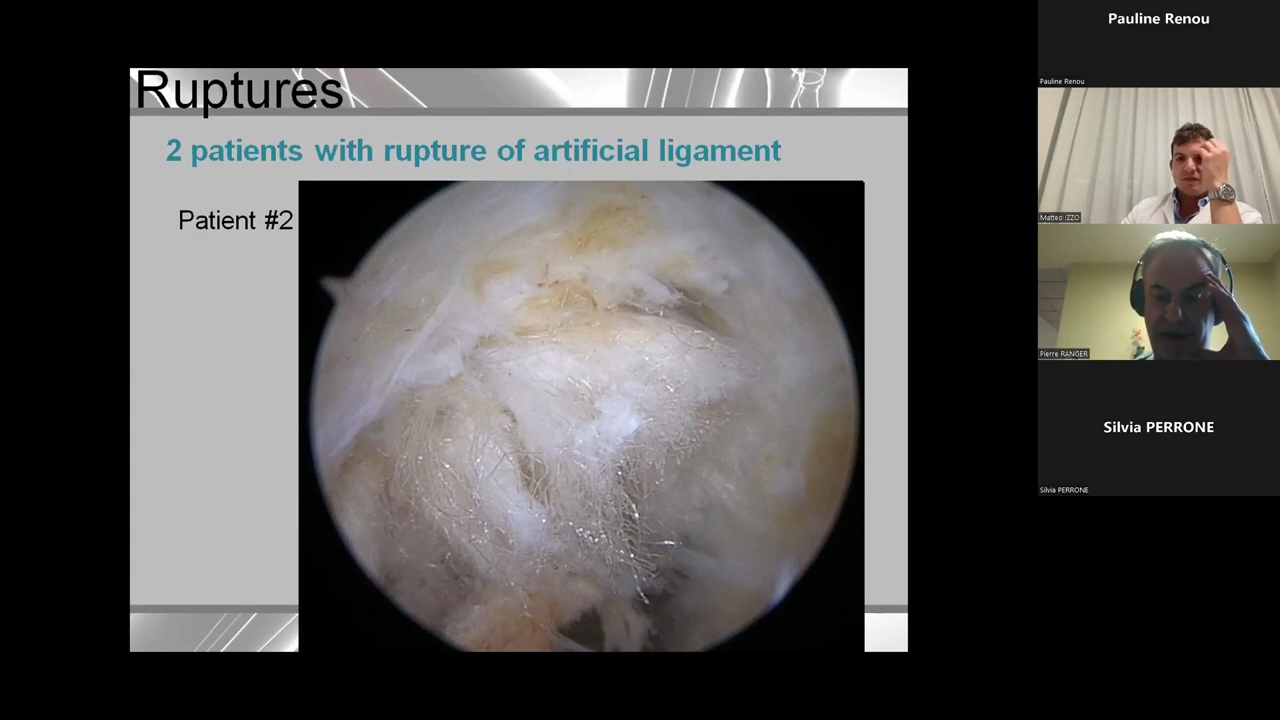 Ruptures
2 patients with rupture of artificial ligament
Patient #2
Pauline Renou
Pauline Renou
Matteo IZZO
Pierre RANGER
Silvia PERRONE
Silvia PERRONE